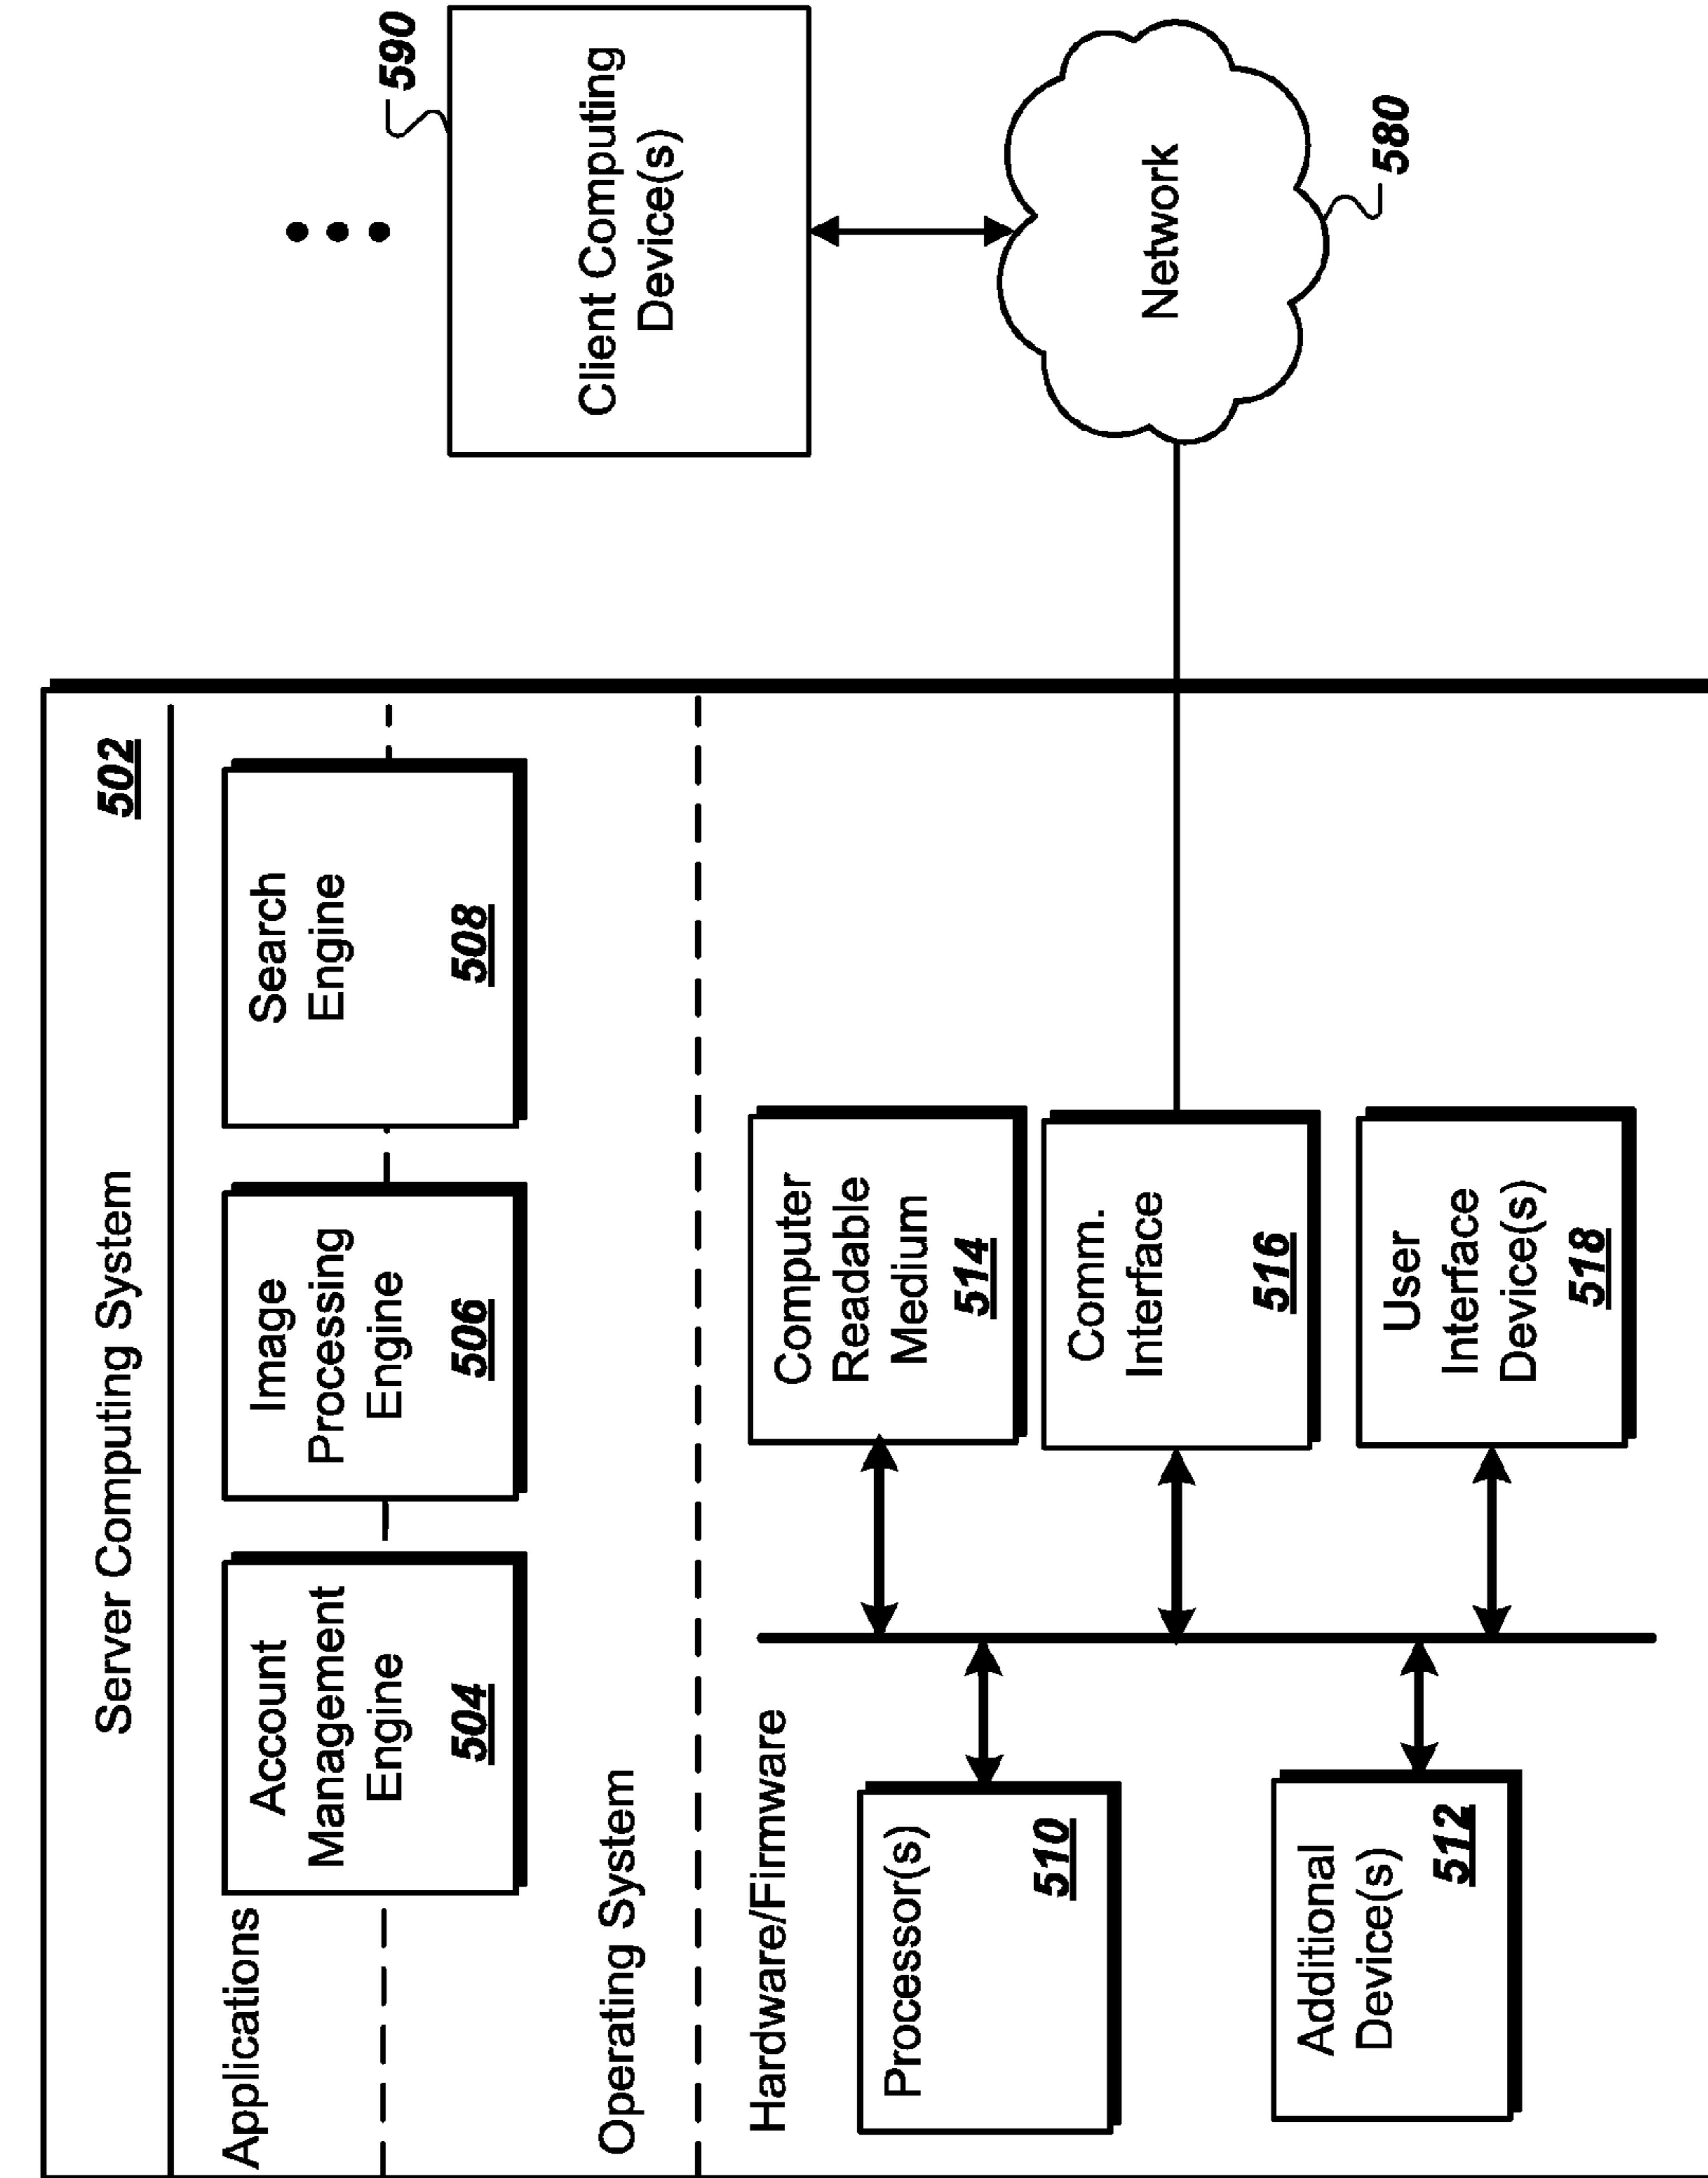 Server Computing System
502
Applications
Account
Management
Engine
504
Image
Processing
Engine
506
Search
Engine
508
Operating System
Hardware/Firmware
Processor(s)
510
Additional
Device(s)
512
Computer
Readable
Medium
514
Comm.
Interface
516
User
Interface
Device(s)
518
590
Client Computing
Device(s)
Network
580